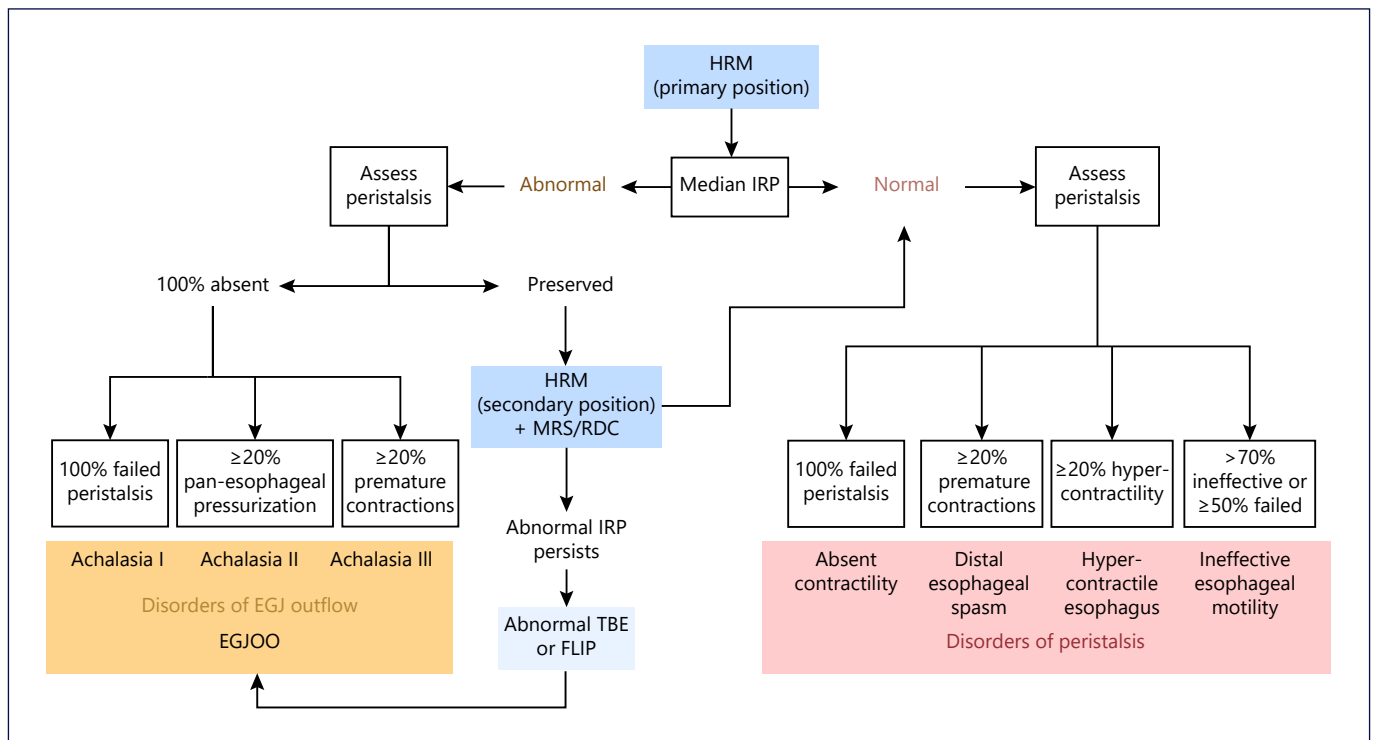 HRM
(primary position)
Assess
peristalsis
Abnormal
Median IRP
Normal
Assess
peristalsis
100% absent
Preserved
HRM
(secondary position)
+ MRS/RDC
100% failed
peristalsis
≥20%
pan-esophageal
pressurization
≥20%
premature
contractions
100% failed
peristalsis
≥20%
premature
contractions
≥20% hyper-
contractility
>70%
ineffective or
≥50% failed
Abnormal IRP
persists
Achalasia I
Achalasia II
Achalasia III
Disorders of EGJ outflow
EGJOO
Abnormal TBE
or FLIP
Absent
contractility
Distal
esophageal
spasm
Hyper-
contractile
esophagus
Ineffective
esophageal
motility
Disorders of peristalsis